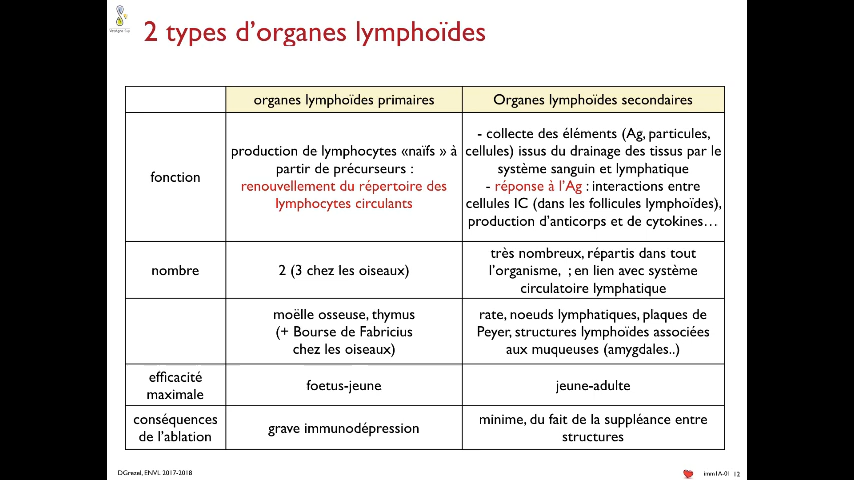 2 types d'organes lymphoïdes
organes lymphoïdes primaires
Organes lymphoïdes secondaires
fonction
production de lymphocytes «naïfs » à
partir de précurseurs :
renouvellement du répertoire des
lymphocytes circulants
- collecte des éléments (Ag, particules,
cellules) issus du drainage des tissus par le
système sanguin et lymphatique
- réponse à l'Ag : interactions entre
cellules IC (dans les follicules lymphoïdes),
production d'anticorps et de cytokines…
nombre
2 (3 chez les oiseaux)
très nombreux, répartis dans tout
l'organisme, ; en lien avec système
circulatoire lymphatique
moëlle osseuse, thymus
(+ Bourse de Fabricius
chez les oiseaux)
rate, noeuds lymphatiques, plaques de
Peyer, structures lymphoïdes associées
aux muqueuses (amygdales..)
efficacité
maximale
foetus-jeune
jeune-adulte
conséquences
de l'ablation
grave immunodépression
minime, du fait de la suppléance entre
structures
DGrezel, ENVL 2017-2018
imm1A-01 12